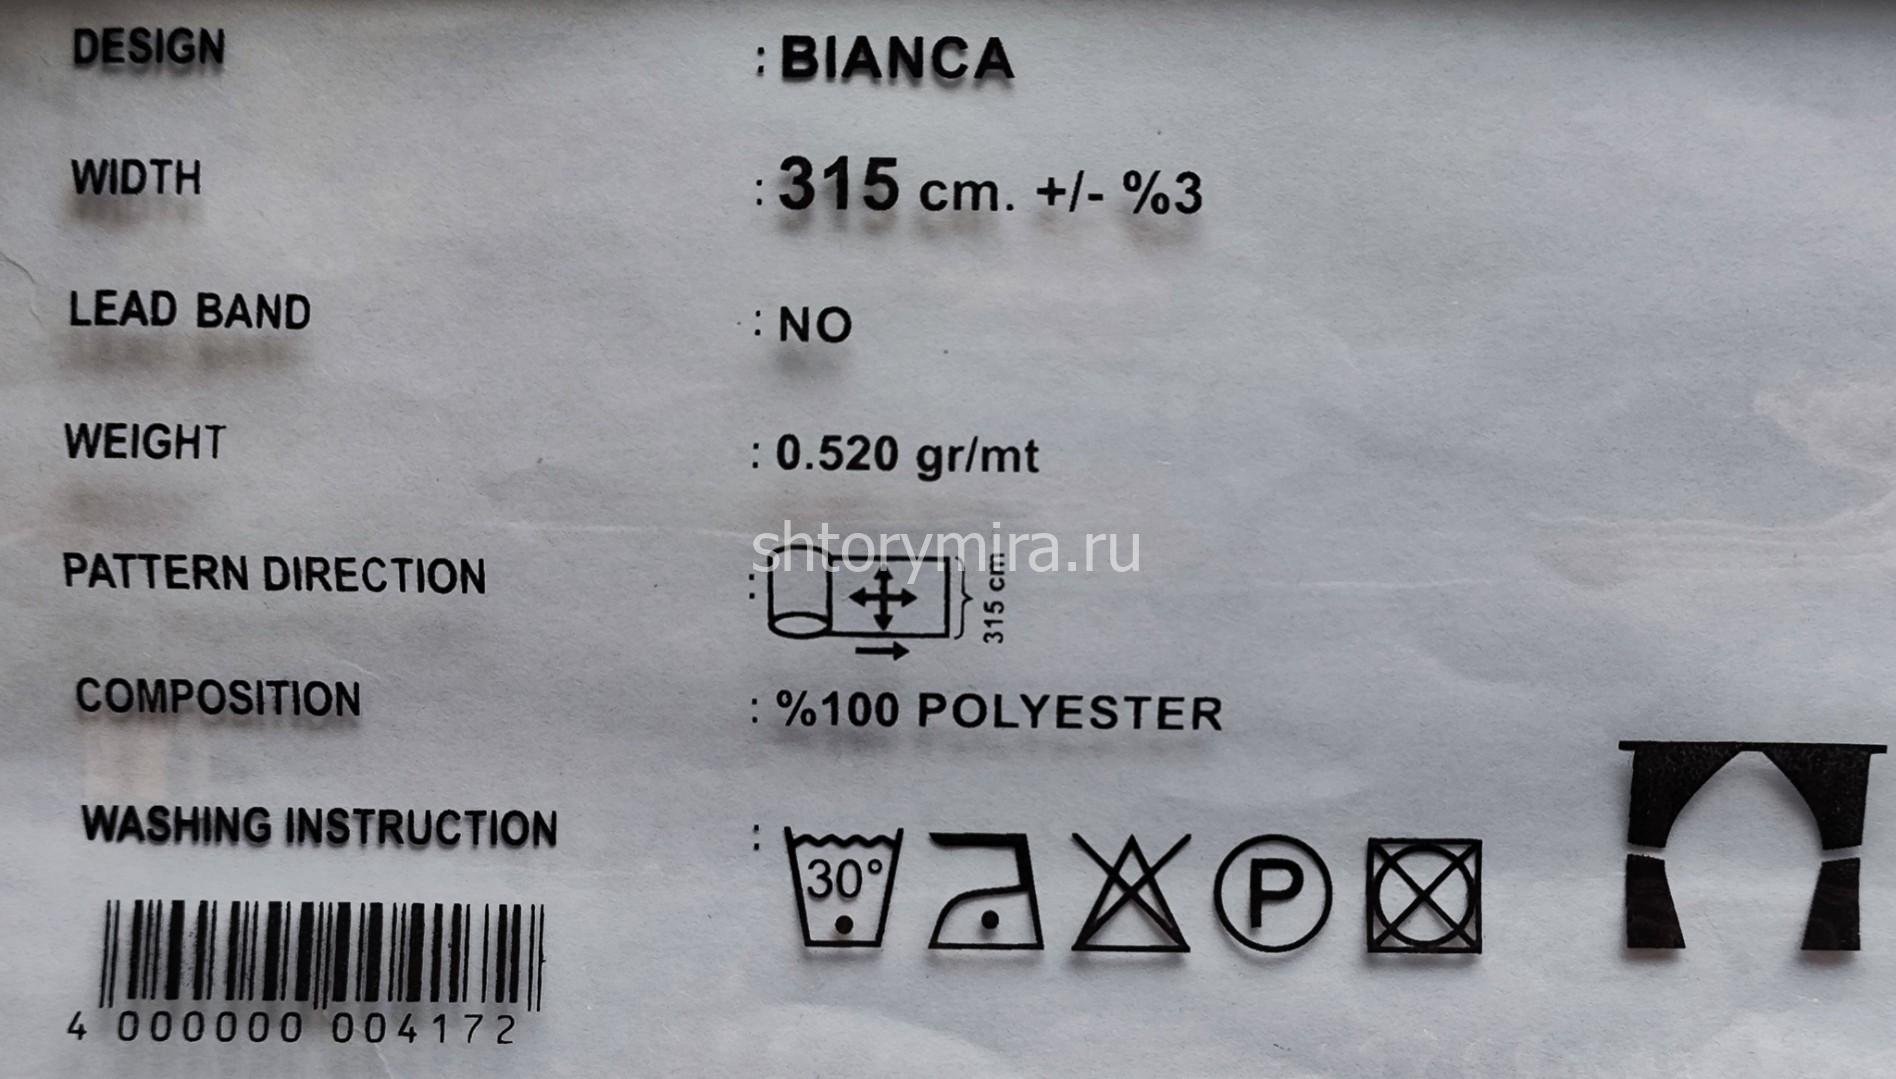 DESIGN : BIANCA
WIDTH : 315 cm. +/- %3
LEAD BAND : NO
WEIGHT : 0.520 gr/mt
shtorymira.ru
PATTERN DIRECTION : 315 cm
COMPOSITION : %100 POLYESTER
WASHING INSTRUCTION :
30° P
4 000000 004172